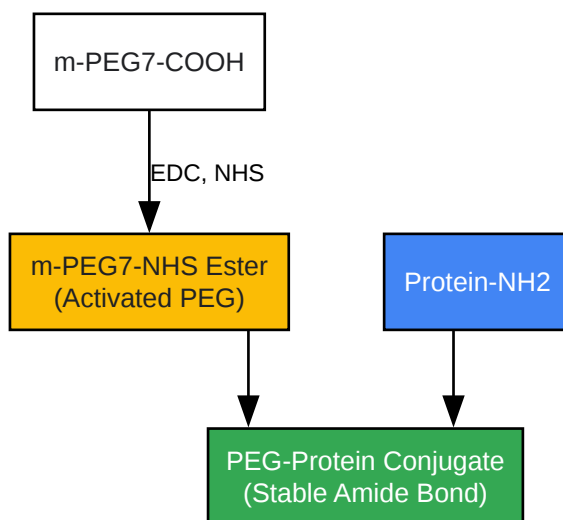 m-PEG7-COOH
EDC, NHS
m-PEG7-NHS Ester
(Activated PEG)
Protein-NH2
PEG-Protein Conjugate
(Stable Amide Bond)